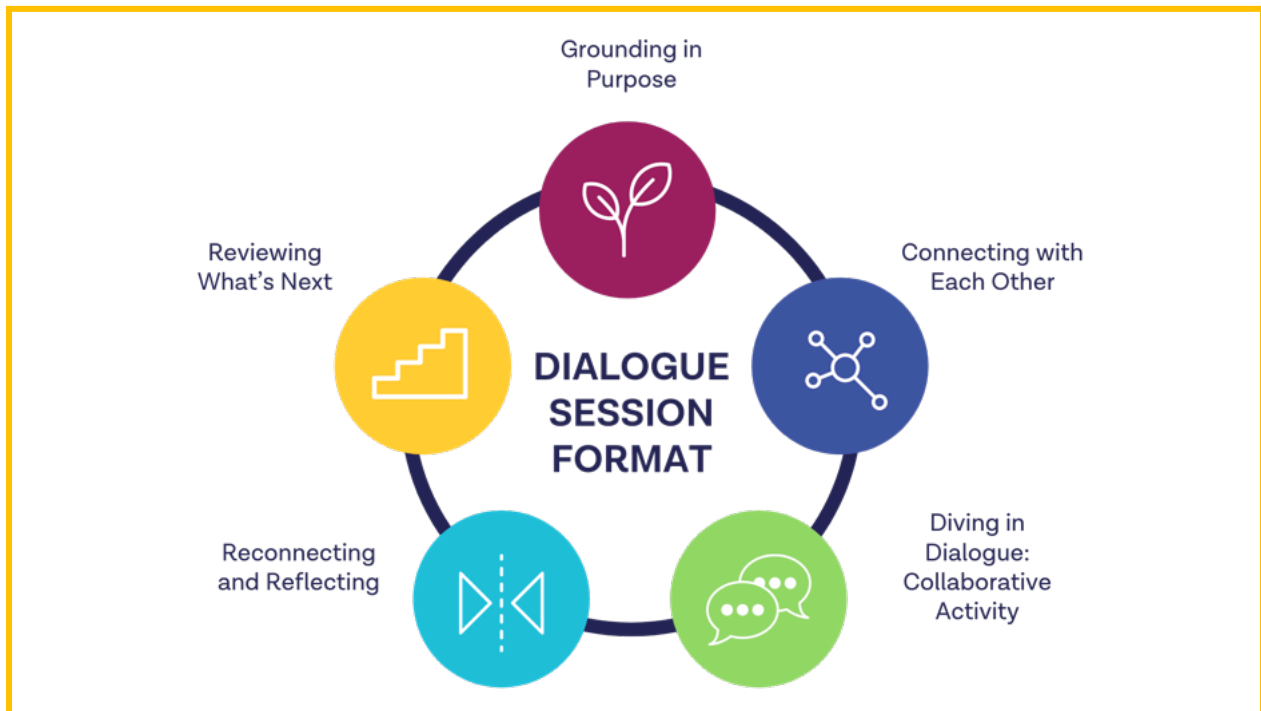 Grounding in
Purpose
Connecting with
Each Other
Diving in
Dialogue:
Collaborative
Activity
Reconnecting
and Reflecting
Reviewing
What's Next
DIALOGUE
SESSION
FORMAT